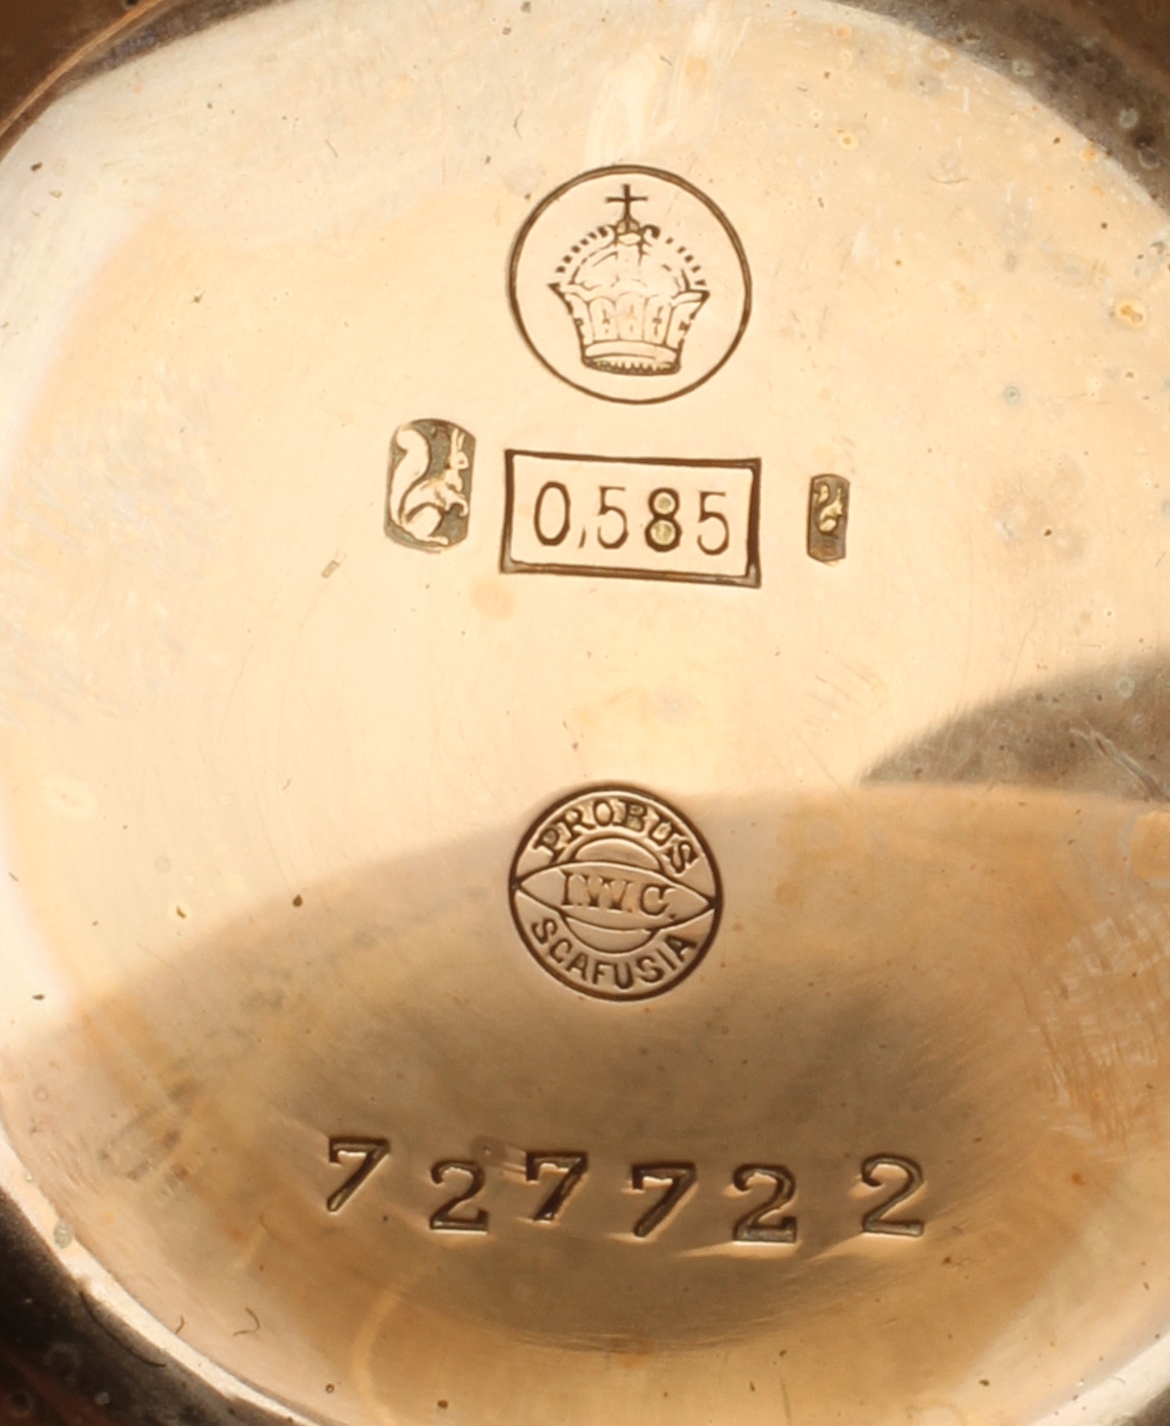 0,585
PROBUS
I.W.C.
SCAFUSIA
727722